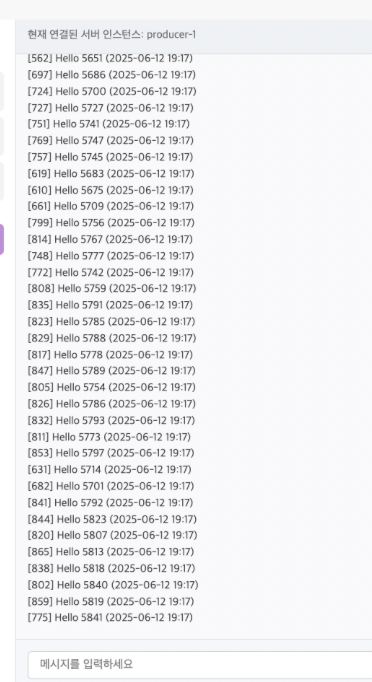 현재 연결된 서버 인스턴스: producer-1
[562] Hello 5651 (2025-06-12 19:17)
[697] Hello 5686 (2025-06-12 19:17)
[724] Hello 5700 (2025-06-12 19:17)
[727] Hello 5727 (2025-06-12 19:17)
[751] Hello 5741 (2025-06-12 19:17)
[769] Hello 5747 (2025-06-12 19:17)
[757] Hello 5745 (2025-06-12 19:17)
[619] Hello 5683 (2025-06-12 19:17)
[610] Hello 5675 (2025-06-12 19:17)
[661] Hello 5709 (2025-06-12 19:17)
[799] Hello 5756 (2025-06-12 19:17)
[814] Hello 5767 (2025-06-12 19:17)
[748] Hello 5777 (2025-06-12 19:17)
[772] Hello 5742 (2025-06-12 19:17)
[808] Hello 5759 (2025-06-12 19:17)
[835] Hello 5791 (2025-06-12 19:17)
[823] Hello 5785 (2025-06-12 19:17)
[829] Hello 5788 (2025-06-12 19:17)
[817] Hello 5778 (2025-06-12 19:17)
[847] Hello 5789 (2025-06-12 19:17)
[805] Hello 5754 (2025-06-12 19:17)
[826] Hello 5786 (2025-06-12 19:17)
[832] Hello 5793 (2025-06-12 19:17)
[811] Hello 5773 (2025-06-12 19:17)
[853] Hello 5797 (2025-06-12 19:17)
[631] Hello 5714 (2025-06-12 19:17)
[682] Hello 5701 (2025-06-12 19:17)
[841] Hello 5792 (2025-06-12 19:17)
[844] Hello 5823 (2025-06-12 19:17)
[820] Hello 5807 (2025-06-12 19:17)
[865] Hello 5813 (2025-06-12 19:17)
[838] Hello 5818 (2025-06-12 19:17)
[802] Hello 5840 (2025-06-12 19:17)
[859] Hello 5819 (2025-06-12 19:17)
[775] Hello 5841 (2025-06-12 19:17)
메시지를 입력하세요